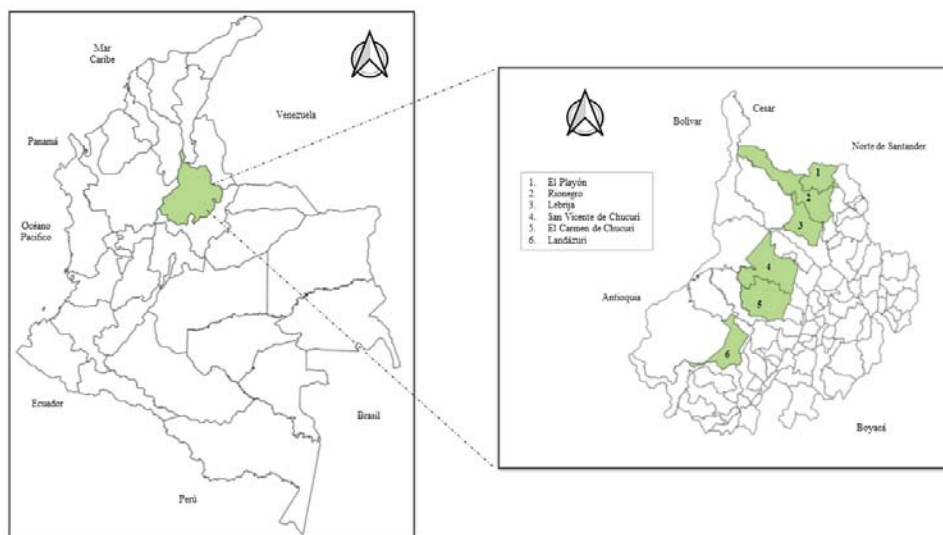 Mar
Caribe
Venezuela
Panamá
Océano
Pacifico
Ecuador
Brasil
Perú
Cesar
Bolívar
Norte de Santander
1. El Playón
2. Rionegro
3. Lebrija
4. San Vicente de Chucurí
5. El Carmen de Chucurí
6. Landázuri
1
2
3
4
Antioquia
5
6
Boyacá